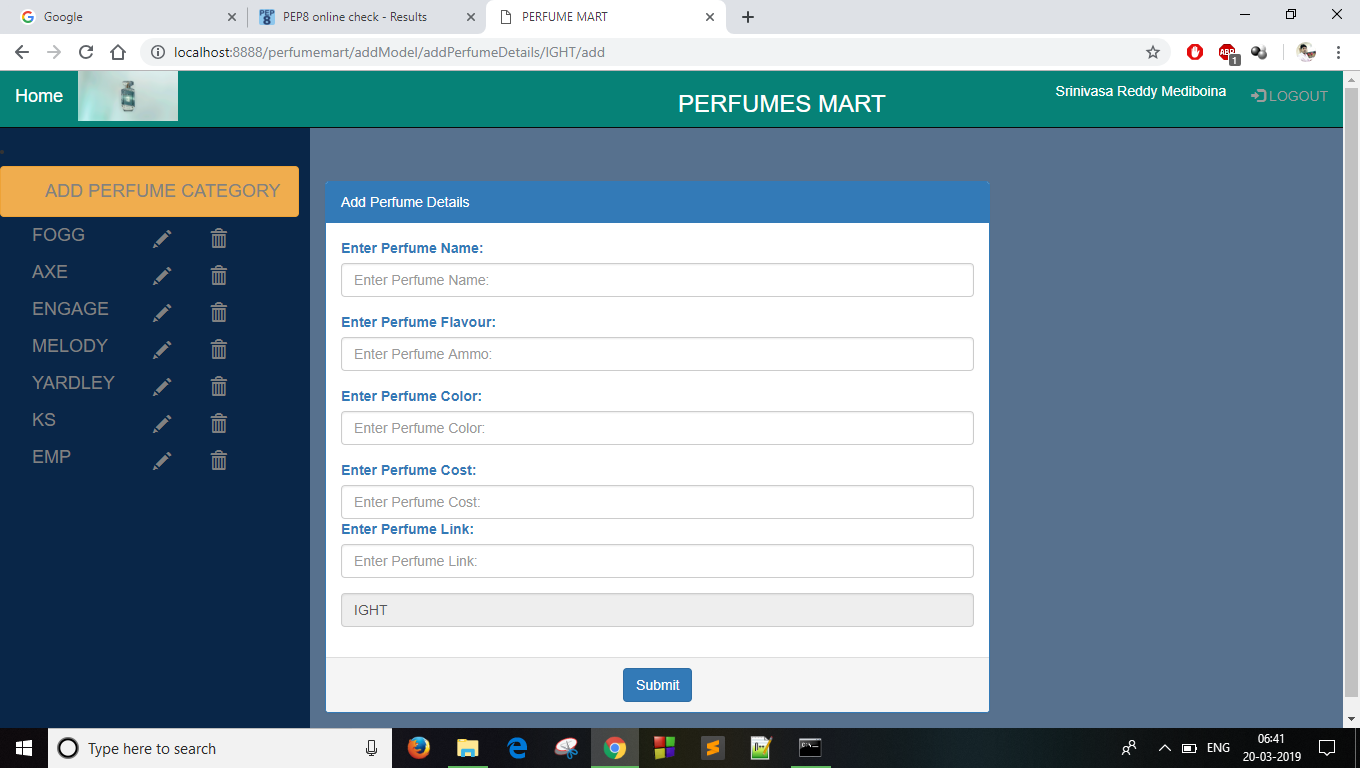 Google
PEP8 online check - Results
PERFUME MART
localhost:8888/perfumemart/addModel/addPerfumeDetails/IGHT/add
ABP
1
Home
PERFUMES MART
Srinivasa Reddy Mediboina
LOGOUT
ADD PERFUME CATEGORY
FOGG
AXE
ENGAGE
MELODY
YARDLEY
KS
EMP
Add Perfume Details
Enter Perfume Name:
Enter Perfume Name:
Enter Perfume Flavour:
Enter Perfume Ammo:
Enter Perfume Color:
Enter Perfume Color:
Enter Perfume Cost:
Enter Perfume Cost:
Enter Perfume Link:
Enter Perfume Link:
IGHT
Submit
Type here to search
ENG
06:41
20-03-2019